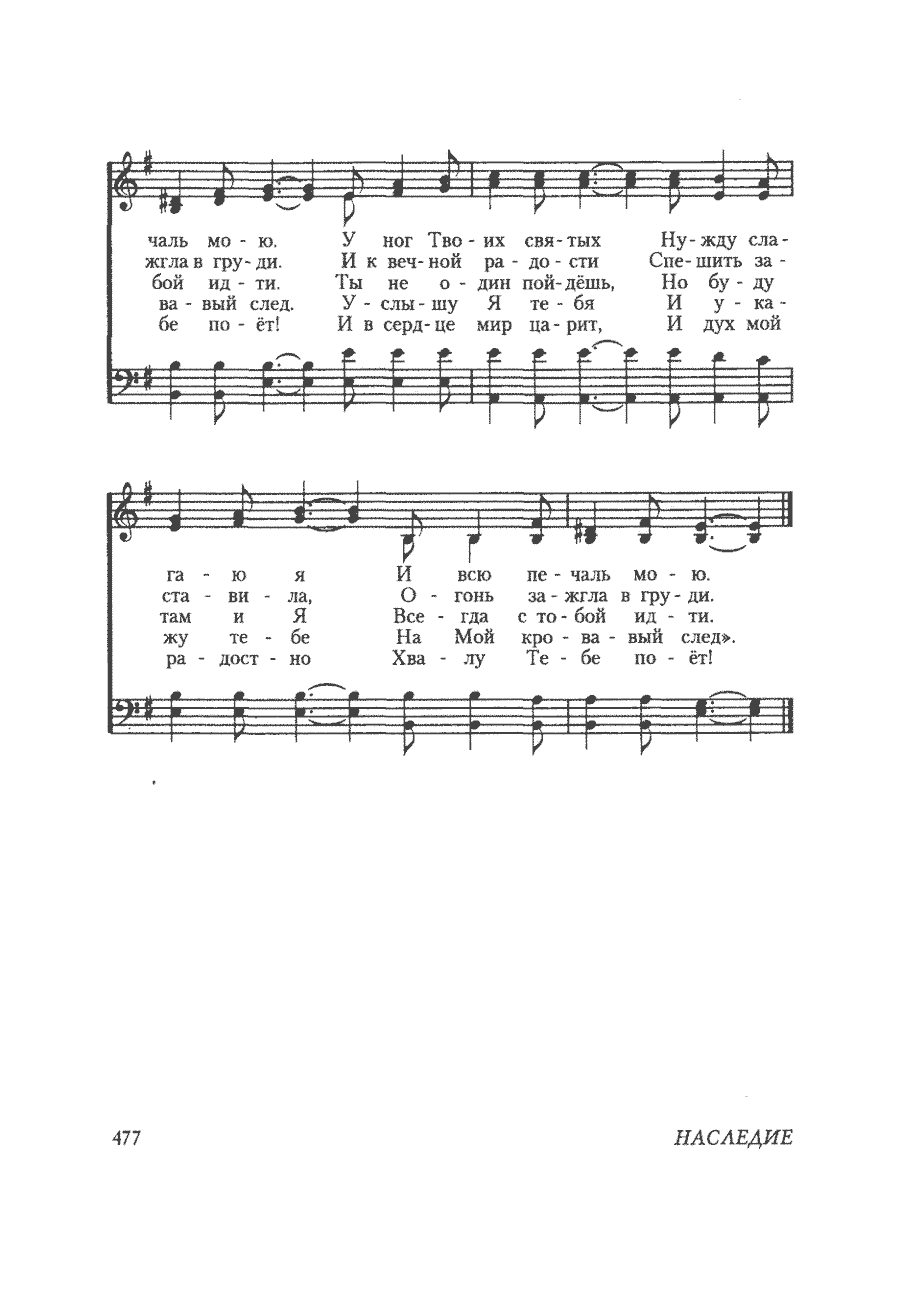 чаль мо - ю. У ног Тво - их свя - тых Ну - жду сла -
жгла в гру - ди. И к веч - ной ра - до - сти Спе - шить за -
бой ид - ти. Ты не о - дин пой - дёшь, Но бу - ду
ва - вый след. У - слы - шу Я те - бя И у - ка -
бе по - ёт! И в серд - це мир ца - рит, И дух мой
га - ю я И всю пе - чаль мо - ю.
ста - ви - ла, О - гонь за - жгла в гру - ди.
там и Я Все - гда с то - бой ид - ти.
жу те - бе На Мой кро - ва - вый след».
ра - дост - но Хва - лу Те - бе по - ёт!
477 НАСЛЕДИЕ